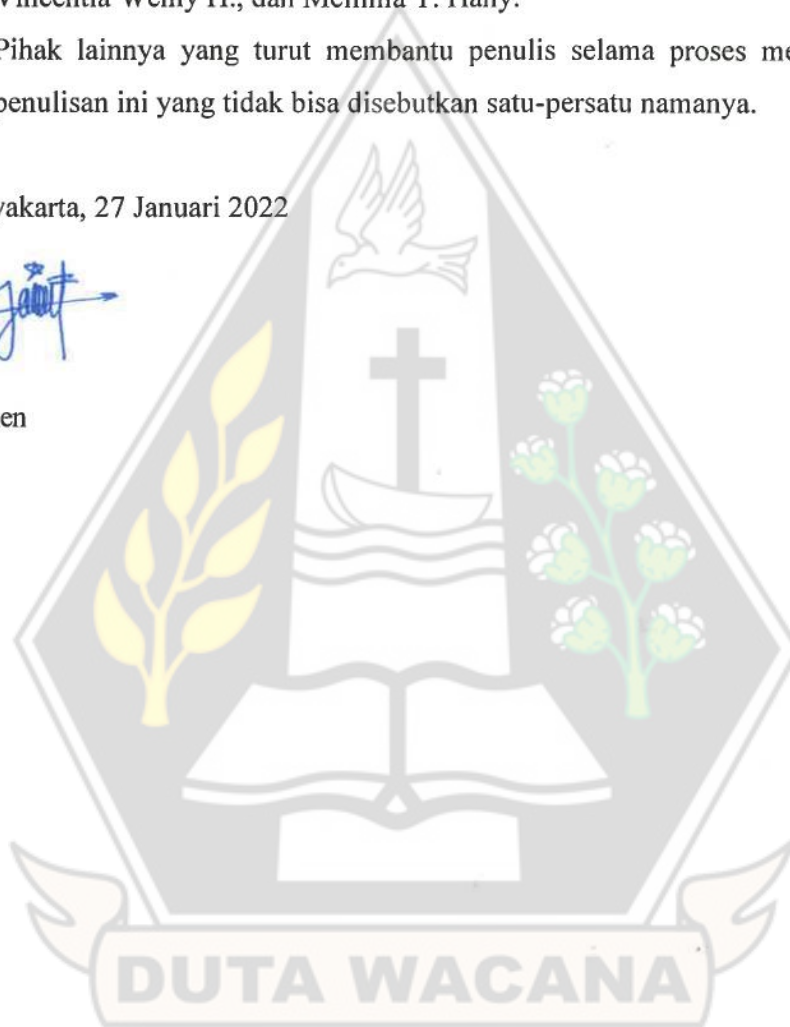 Pihak lainnya yang turut membantu penulis selama proses me
penulisan ini yang tidak bisa disebutkan satu-persatu namanya.
yakarta, 27 Januari 2022
en
DUTA WACANA